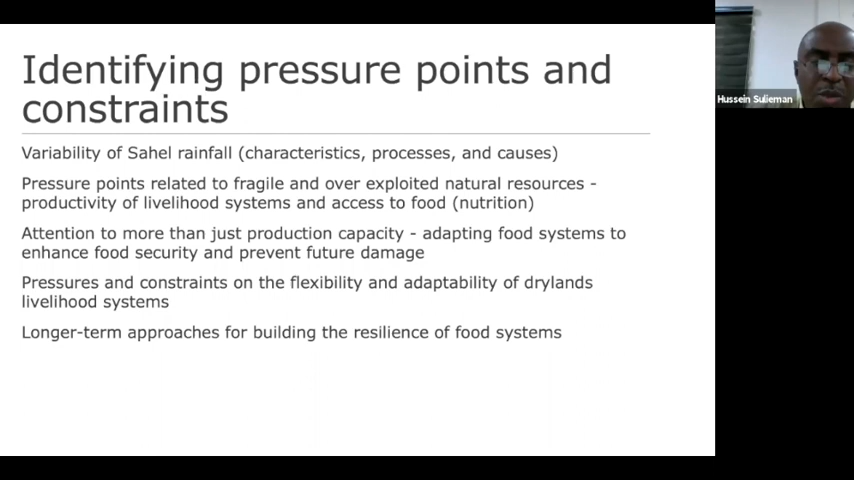 Identifying pressure points and
constraints
Variability of Sahel rainfall (characteristics, processes, and causes)
Pressure points related to fragile and over exploited natural resources -
productivity of livelihood systems and access to food (nutrition)
Attention to more than just production capacity - adapting food systems to
enhance food security and prevent future damage
Pressures and constraints on the flexibility and adaptability of drylands
livelihood systems
Longer-term approaches for building the resilience of food systems
Hussein Sulieman